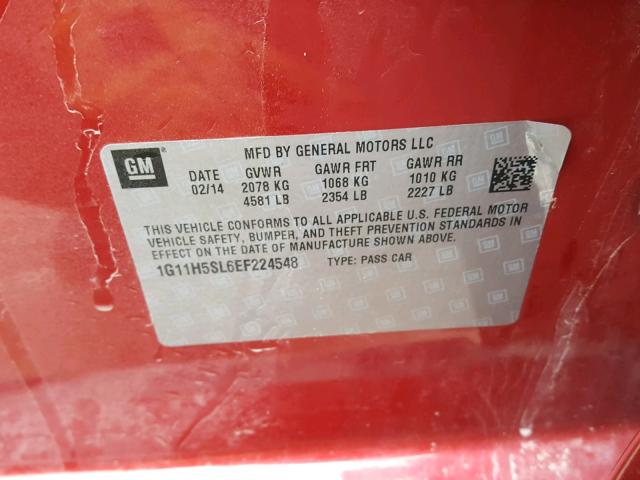 GM
MFD BY GENERAL MOTORS LLC
DATE GVWR GAWR FRT GAWR RR
02/14 2078 KG 1068 KG 1010 KG
4581 LB 2354 LB 2227 LB
THIS VEHICLE CONFORMS TO ALL APPLICABLE U.S. FEDERAL MOTOR
VEHICLE SAFETY, BUMPER, AND THEFT PREVENTION STANDARDS IN
EFFECT ON THE DATE OF MANUFACTURE SHOWN ABOVE.
1G11H5SL6EF224548 TYPE: PASS CAR